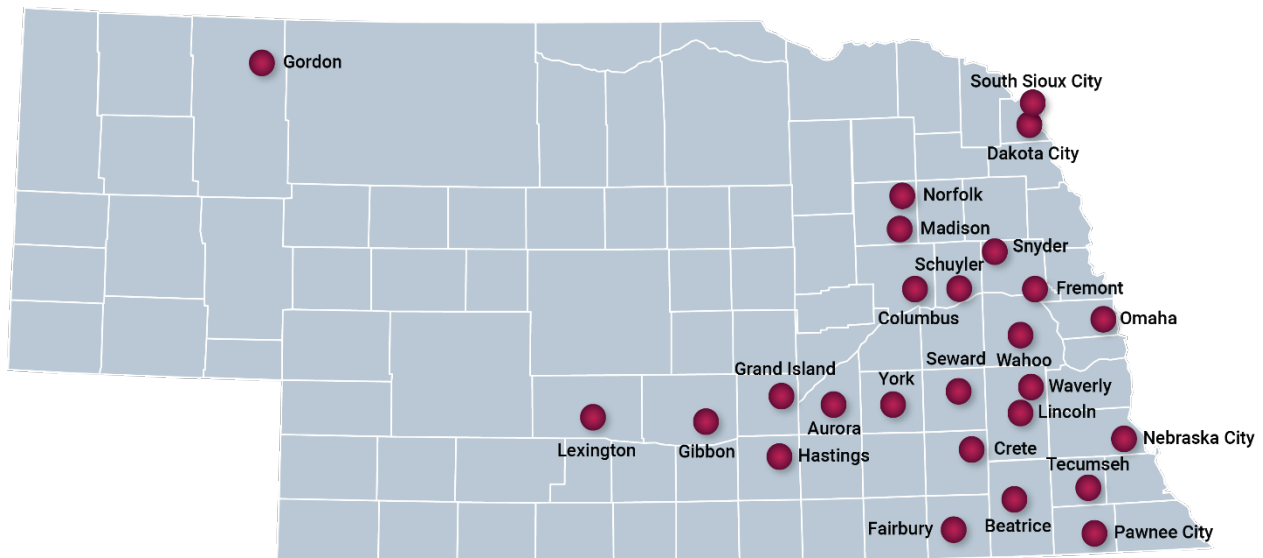 Gordon
South Sioux City
Dakota City
Norfolk
Madison
Snyder
Schuyler
Fremont
Columbus
Omaha
Seward
Wahoo
Grand Island
York
Waverly
Lincoln
Aurora
Nebraska City
Lexington
Gibbon
Hastings
Crete
Tecumseh
Fairbury
Beatrice
Pawnee City